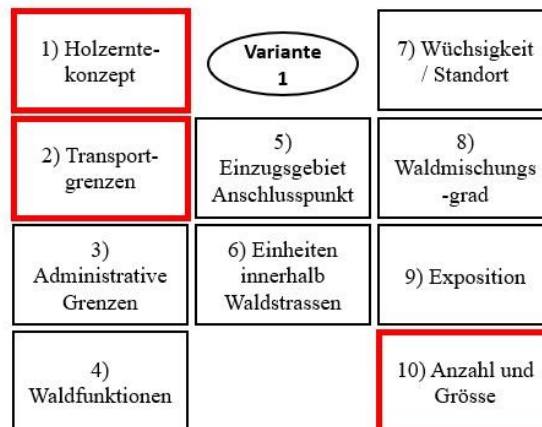 1) Holzernte-
konzept
Variante
1
7) Wüchsigkeit
/ Standort
2) Transport-
grenzen
5)
Einzugsgebiet
Anschlusspunkt
8)
Waldmischungs
-grad
3)
Administrative
Grenzen
6) Einheiten
innerhalb
Waldstrassen
9) Exposition
4)
Waldfunktionen
10) Anzahl und
Grösse